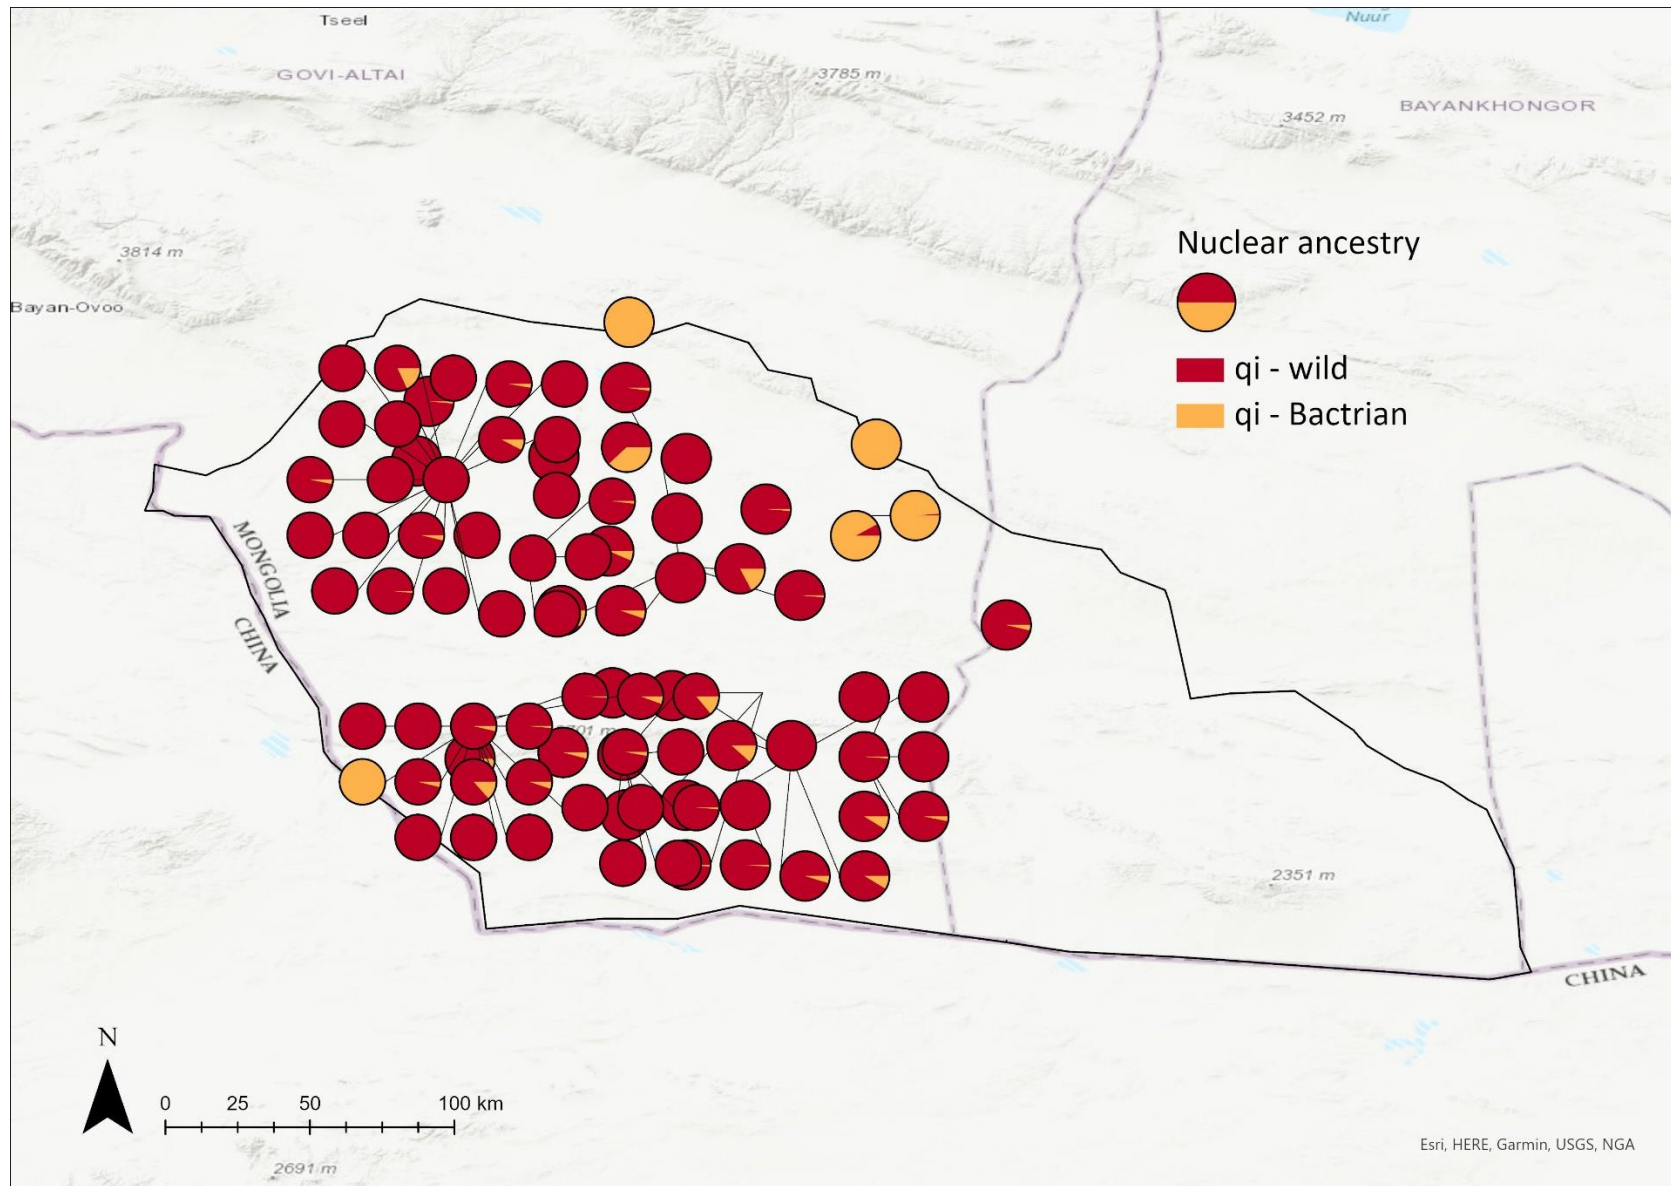 Tseel
Nuur
GOVI-ALTAI
3785 m
BAYANKHONGOR
3452 m
Nuclear ancestry
3814 m
Bayan-Ovoo
qi - wild
qi - Bactrian
MONGOLIA
CHINA
2351 m
CHINA
N
0 25 50 100 km
Esri, HERE, Garmin, USGS, NGA
2691 m